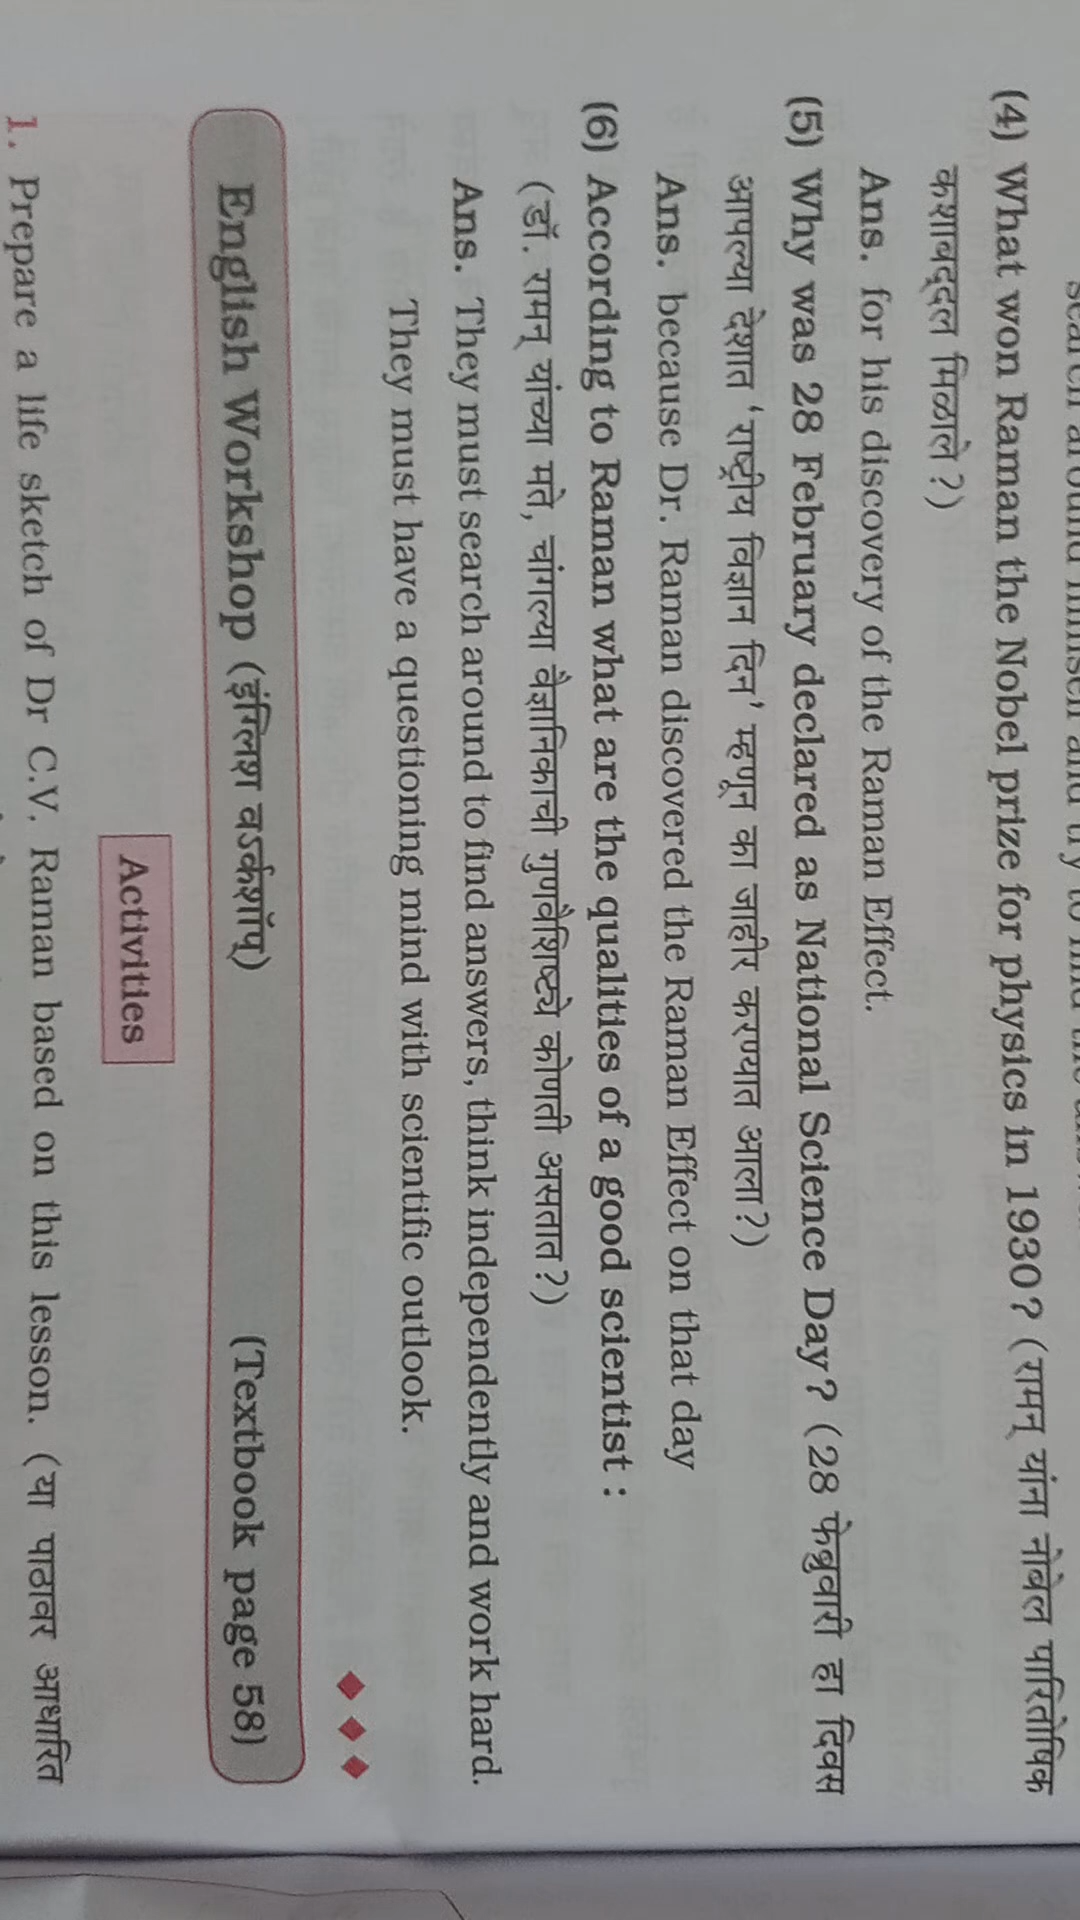 (4) What won Raman the Nobel prize for physics in 1930? (रामन् यांना नोबेल पारितोषिक
कशाबद्दल मिळाले?)
Ans. for his discovery of the Raman Effect.
(5) Why was 28 February declared as National Science Day? (28 फेब्रुवारी हा दिवस
आपल्या देशात 'राष्ट्रीय विज्ञान दिन' म्हणून का जाहीर करण्यात आला?)
Ans. because Dr. Raman discovered the Raman Effect on that day
(6) According to Raman what are the qualities of a good scientist :
(डॉ. रामन् यांच्या मते, चांगल्या वैज्ञानिकाची गुणवैशिष्ट्ये कोणती असतात?)
Ans. They must search around to find answers, think independently and work hard.
They must have a questioning mind with scientific outlook.
English Workshop (इंग्लिश वऽर्कशॉप्) (Textbook page 58)
Activities
1. Prepare a life sketch of Dr C.V. Raman based on this lesson. (या पाठावर आधारित